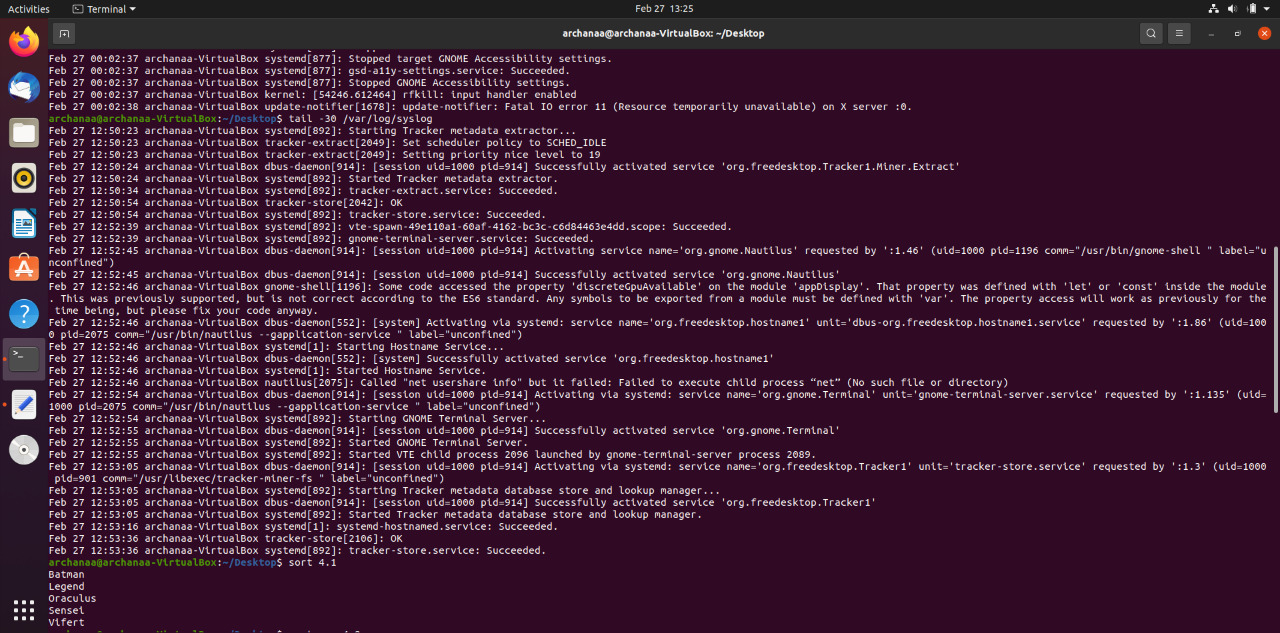 Activities
Terminal
Feb 27 13:25
archanaa@archanaa-VirtualBox: ~/Desktop
Feb 27 00:02:37 archanaa-VirtualBox systemd[877]: Stopped target GNOME Accessibility settings.
Feb 27 00:02:37 archanaa-VirtualBox systemd[877]: gsd-a11y-settings.service: Succeeded.
Feb 27 00:02:37 archanaa-VirtualBox systemd[877]: Stopped GNOME Accessibility settings.
Feb 27 00:02:37 archanaa-VirtualBox kernel: [54246.612464] rfkill: input handler enabled
Feb 27 00:02:38 archanaa-VirtualBox update-notifier[1678]: update-notifier: Fatal IO error 11 (Resource temporarily unavailable) on X server :0.
archanaa@archanaa-VirtualBox:~/Desktop$ tail -30 /var/log/syslog
Feb 27 12:50:23 archanaa-VirtualBox systemd[892]: Starting Tracker metadata extractor...
Feb 27 12:50:23 archanaa-VirtualBox tracker-extract[2049]: Set scheduler policy to SCHED_IDLE
Feb 27 12:50:23 archanaa-VirtualBox tracker-extract[2049]: Setting priority nice level to 19
Feb 27 12:50:24 archanaa-VirtualBox dbus-daemon[914]: [session uid=1000 pid=914] Successfully activated service 'org.freedesktop.Tracker1.Miner.Extract'
Feb 27 12:50:24 archanaa-VirtualBox systemd[892]: Started Tracker metadata extractor.
Feb 27 12:50:34 archanaa-VirtualBox systemd[892]: tracker-extract.service: Succeeded.
Feb 27 12:50:54 archanaa-VirtualBox tracker-store[2042]: OK
Feb 27 12:50:54 archanaa-VirtualBox systemd[892]: tracker-store.service: Succeeded.
Feb 27 12:52:39 archanaa-VirtualBox systemd[892]: vte-spawn-49e110a1-60af-4162-bc3c-c6d84463e4dd.scope: Succeeded.
Feb 27 12:52:39 archanaa-VirtualBox systemd[892]: gnome-terminal-server.service: Succeeded.
Feb 27 12:52:45 archanaa-VirtualBox dbus-daemon[914]: [session uid=1000 pid=914] Activating service name='org.gnome.Nautilus' requested by ':1.46' (uid=1000 pid=1196 comm="/usr/bin/gnome-shell " label="u
nconfined")
Feb 27 12:52:45 archanaa-VirtualBox dbus-daemon[914]: [session uid=1000 pid=914] Successfully activated service 'org.gnome.Nautilus'
Feb 27 12:52:46 archanaa-VirtualBox gnome-shell[1196]: Some code accessed the property 'discreteGpuAvailable' on the module 'appDisplay'. That property was defined with 'let' or 'const' inside the module
. This was previously supported, but is not correct according to the ES6 standard. Any symbols to be exported from a module must be defined with 'var'. The property access will work as previously for the
 time being, but please fix your code anyway.
Feb 27 12:52:46 archanaa-VirtualBox dbus-daemon[552]: [system] Activating via systemd: service name='org.freedesktop.hostname1' unit='dbus-org.freedesktop.hostname1.service' requested by ':1.86' (uid=100
0 pid=2075 comm="/usr/bin/nautilus --gapplication-service " label="unconfined")
Feb 27 12:52:46 archanaa-VirtualBox systemd[1]: Starting Hostname Service...
Feb 27 12:52:46 archanaa-VirtualBox dbus-daemon[552]: [system] Successfully activated service 'org.freedesktop.hostname1'
Feb 27 12:52:46 archanaa-VirtualBox systemd[1]: Started Hostname Service.
Feb 27 12:52:46 archanaa-VirtualBox nautilus[2075]: Called "net usershare info" but it failed: Failed to execute child process “net” (No such file or directory)
Feb 27 12:52:54 archanaa-VirtualBox dbus-daemon[914]: [session uid=1000 pid=914] Activating via systemd: service name='org.gnome.Terminal' unit='gnome-terminal-server.service' requested by ':1.135' (uid=
1000 pid=2075 comm="/usr/bin/nautilus --gapplication-service " label="unconfined")
Feb 27 12:52:54 archanaa-VirtualBox systemd[892]: Starting GNOME Terminal Server...
Feb 27 12:52:55 archanaa-VirtualBox dbus-daemon[914]: [session uid=1000 pid=914] Successfully activated service 'org.gnome.Terminal'
Feb 27 12:52:55 archanaa-VirtualBox systemd[892]: Started GNOME Terminal Server.
Feb 27 12:52:55 archanaa-VirtualBox systemd[892]: Started VTE child process 2096 launched by gnome-terminal-server process 2089.
Feb 27 12:53:05 archanaa-VirtualBox dbus-daemon[914]: [session uid=1000 pid=914] Activating via systemd: service name='org.freedesktop.Tracker1' unit='tracker-store.service' requested by ':1.3' (uid=1000
 pid=901 comm="/usr/libexec/tracker-miner-fs " label="unconfined")
Feb 27 12:53:05 archanaa-VirtualBox systemd[892]: Starting Tracker metadata database store and lookup manager...
Feb 27 12:53:05 archanaa-VirtualBox dbus-daemon[914]: [session uid=1000 pid=914] Successfully activated service 'org.freedesktop.Tracker1'
Feb 27 12:53:05 archanaa-VirtualBox systemd[892]: Started Tracker metadata database store and lookup manager.
Feb 27 12:53:16 archanaa-VirtualBox systemd[1]: systemd-hostnamed.service: Succeeded.
Feb 27 12:53:36 archanaa-VirtualBox tracker-store[2106]: OK
Feb 27 12:53:36 archanaa-VirtualBox systemd[892]: tracker-store.service: Succeeded.
archanaa@archanaa-VirtualBox:~/Desktop$ sort 4.1
Batman
Legend
Oraculus
Sensei
Vifert